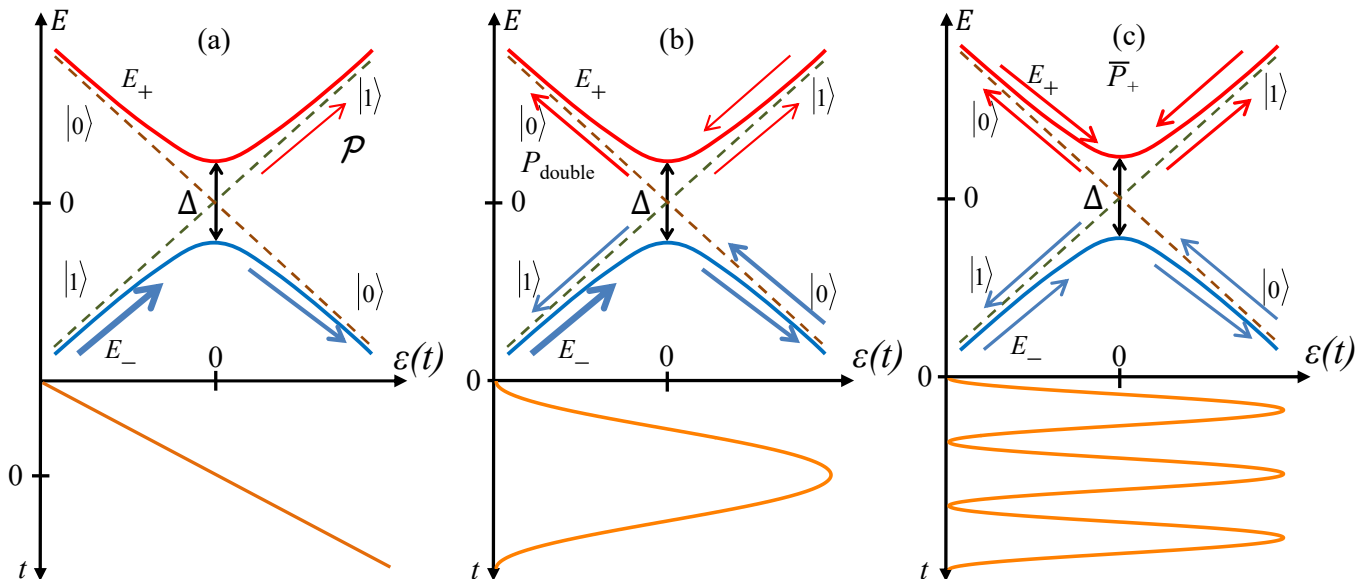 E
(a)
E₊
|0⟩
|1⟩
𝒫
0
Δ
|1⟩
|0⟩
E₋
0
ε(t)
0
t
E
(b)
E₊
|0⟩
|1⟩
P_double
0
Δ
|1⟩
|0⟩
E₋
0
ε(t)
0
t
E
(c)
P̅₊
E₊
|0⟩
|1⟩
0
Δ
|1⟩
|0⟩
E₋
0
ε(t)
0
t